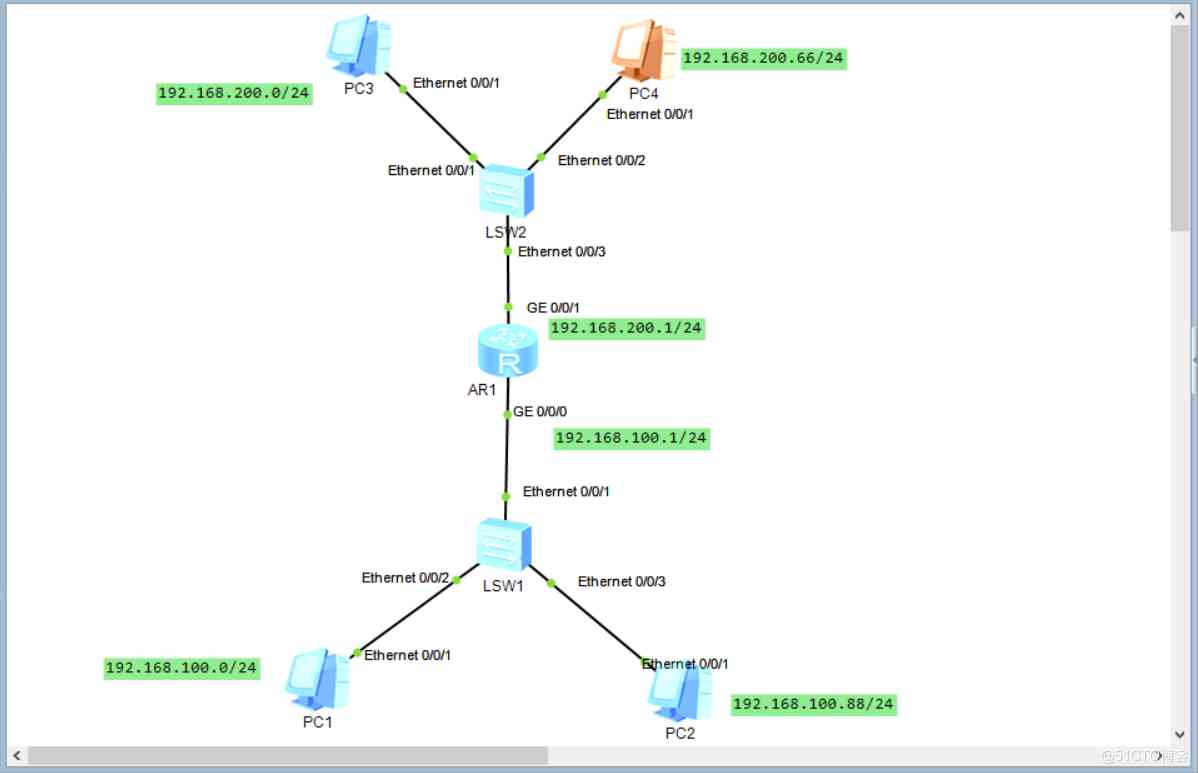 192.168.200.66/24
Ethernet 0/0/1
PC3
192.168.200.0/24
PC4
Ethernet 0/0/1
Ethernet 0/0/2
Ethernet 0/0/1
LSW2
Ethernet 0/0/3
GE 0/0/1
192.168.200.1/24
R
AR1
GE 0/0/0
192.168.100.1/24
Ethernet 0/0/1
Ethernet 0/0/2
LSW1
Ethernet 0/0/3
Ethernet 0/0/1
192.168.100.0/24
Ethernet 0/0/1
PC1
192.168.100.88/24
PC2
@51CTO博客